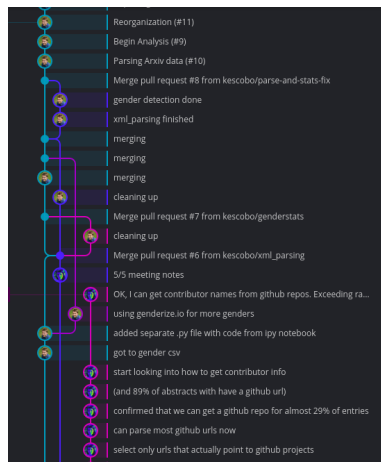 Reorganization (#11)
Begin Analysis (#9)
Parsing Arxiv data (#10)
Merge pull request #8 from kescobo/parse-and-stats-fix
gender detection done
xml_parsing finished
merging
merging
merging
cleaning up
Merge pull request #7 from kescobo/genderstats
cleaning up
Merge pull request #6 from kescobo/xml_parsing
5/5 meeting notes
OK, I can get contributor names from github repos. Exceeding ra...
using genderize.io for more genders
added separate .py file with code from ipy notebook
got to gender csv
start looking into how to get contributor info
(and 89% of abstracts with have a github url)
confirmed that we can get a github repo for almost 29% of entries
can parse most github urls now
select only urls that actually point to github projects